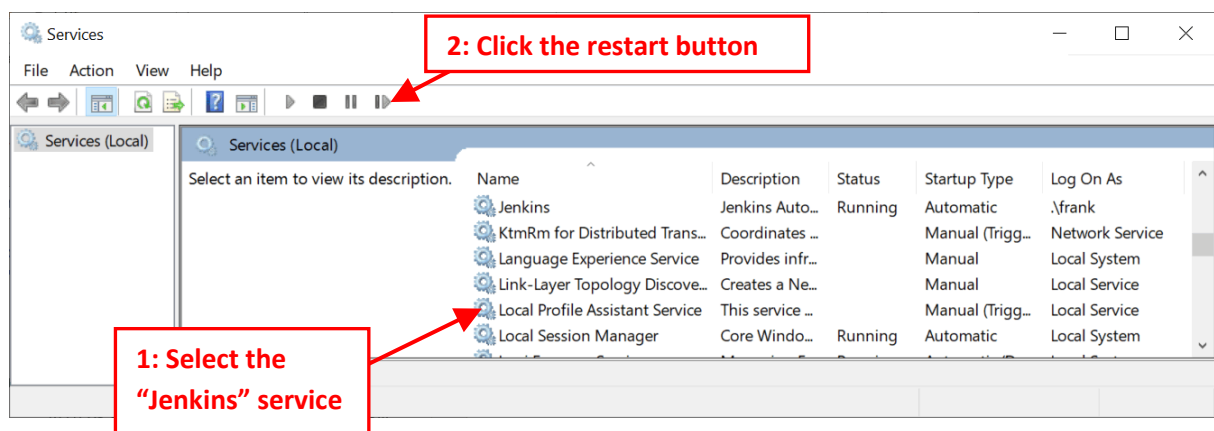 Services
2: Click the restart button
File Action View Help
Services (Local)
Services (Local)
Select an item to view its description.
Name Description Status Startup Type Log On As
Jenkins Jenkins Auto... Running Automatic .\frank
KtmRm for Distributed Trans... Coordinates ... Manual (Trigg... Network Service
Language Experience Service Provides infr... Manual Local System
Link-Layer Topology Discove... Creates a Ne... Manual Local Service
Local Profile Assistant Service This service ... Manual (Trigg... Local Service
Local Session Manager Core Windo... Running Automatic Local System
1: Select the
“Jenkins” service